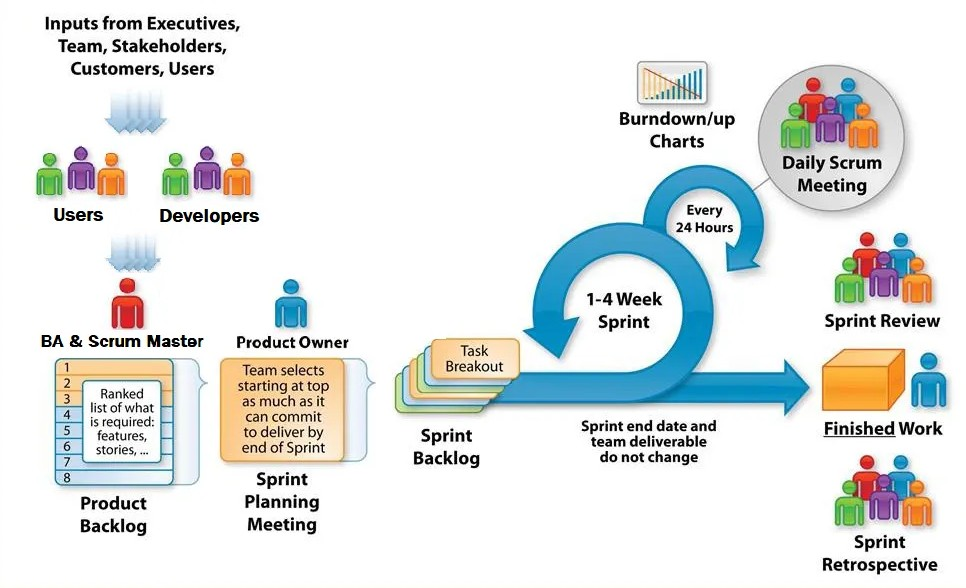 Inputs from Executives,
Team, Stakeholders,
Customers, Users
Users
Developers
BA & Scrum Master
1
2
3
4
5
6
7
8
Ranked
list of what
is required:
features,
stories, ...
Product
Backlog
Product Owner
Team selects
starting at top
as much as it
can commit
to deliver by
end of Sprint
Sprint
Planning
Meeting
Task
Breakout
Sprint
Backlog
1-4 Week
Sprint
Every
24 Hours
Burndown/up
Charts
Daily Scrum
Meeting
Sprint end date and
team deliverable
do not change
Sprint Review
Finished Work
Sprint
Retrospective